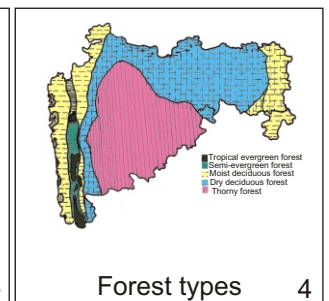 Tropical evergreen forest
Semi-evergreen forest
Moist deciduous forest
Dry deciduous forest
Thorny forest
Forest types 4